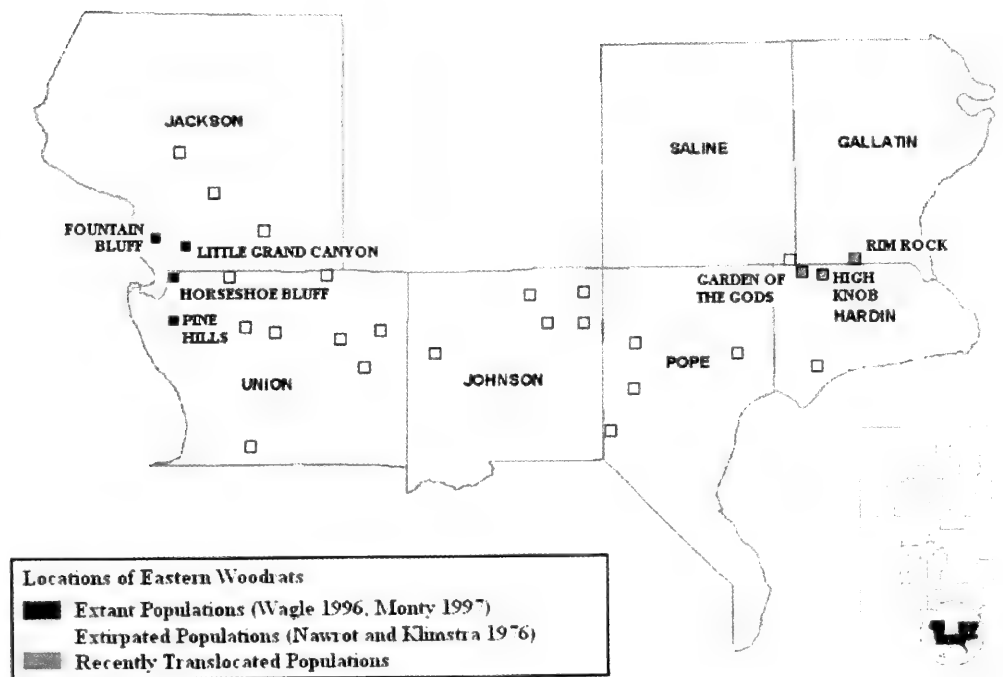 JACKSON
SALINE
GALLATIN
FOUNTAIN
BLUFF
LITTLE GRAND CANYON
RIM ROCK
HORSESHOE BLUFF
GARDEN OF
THE GODS
HIGH
KNOB
HARDIN
PINE
HILLS
UNION
JOHNSON
POPE
Locations of Eastern Woodrats
Extant Populations (Wagle 1996, Monty 1997)
Extirpated Populations (Nawrot and Klimstra 1976)
Recently Translocated Populations